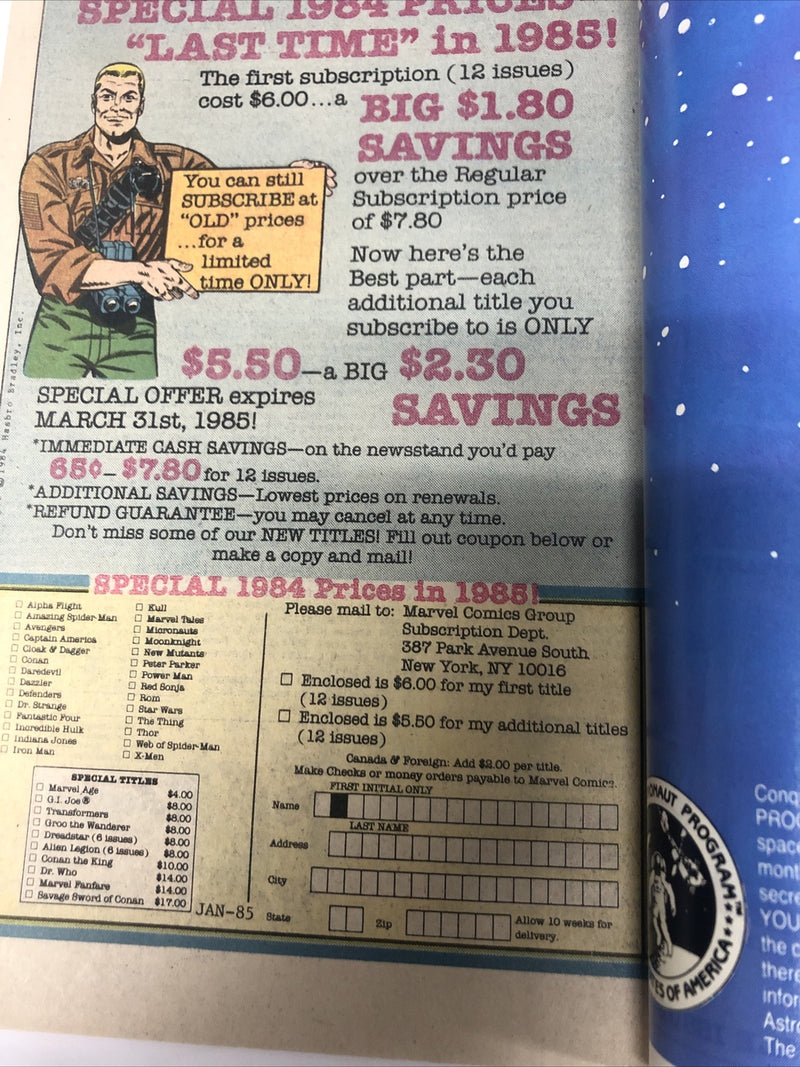 SPECIAL 1984 PRICES
"LAST TIME" in 1985!
The first subscription (12 issues)
cost $6.00...a BIG $1.80
SAVINGS
over the Regular
Subscription price
of $7.80
You can still
SUBSCRIBE at
"OLD" prices
...for a
limited
time ONLY!
Now here's the
Best part—each
additional title you
subscribe to is ONLY
$5.50—a BIG $2.30
SAVINGS
SPECIAL OFFER expires
MARCH 31st, 1985!
© 1984 Hasbro Bradley, Inc.
*IMMEDIATE CASH SAVINGS—on the newsstand you'd pay
65¢—$7.80 for 12 issues.
*ADDITIONAL SAVINGS—Lowest prices on renewals.
*REFUND GUARANTEE—you may cancel at any time.
Don't miss some of our NEW TITLES! Fill out coupon below or
make a copy and mail!
SPECIAL 1984 Prices in 1985!
Alpha Flight
Amazing Spider-Man
Avengers
Captain America
Cloak & Dagger
Conan
Daredevil
Dazzler
Defenders
Dr. Strange
Fantastic Four
Incredible Hulk
Indiana Jones
Iron Man
Kull
Marvel Tales
Micronauts
Moonknight
New Mutants
Peter Parker
Power Man
Red Sonja
Rom
Star Wars
The Thing
Thor
Web of Spider-Man
X-Men
SPECIAL TITLES
Marvel Age $4.00
G.I. Joe® $8.00
Transformers $8.00
Groo the Wanderer $8.00
Dreadstar (6 issues) $8.00
Alien Legion (6 issues) $8.00
Conan the King $10.00
Dr. Who $14.00
Marvel Fanfare $14.00
Savage Sword of Conan $17.00
JAN-85
Please mail to: Marvel Comics Group
Subscription Dept.
387 Park Avenue South
New York, NY 10016
Enclosed is $6.00 for my first title
(12 issues)
Enclosed is $5.50 for my additional titles
(12 issues)
Canada & Foreign: Add $2.00 per title.
Make Checks or money orders payable to Marvel Comics.
FIRST INITIAL ONLY
Name
LAST NAME
Address
City
State
Zip
Allow 10 weeks for
delivery.
PROGRAM™
OF AMERICA
YOU
The